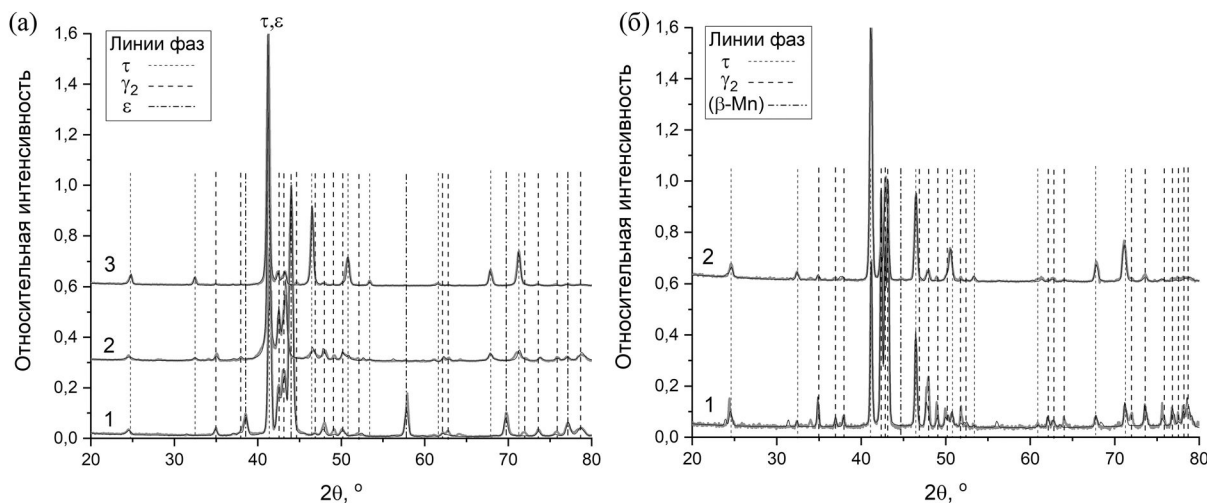 (а)
Относительная интенсивность
1,6
1,4
1,2
1,0
0,8
0,6
0,4
0,2
0,0
τ,ε
Линии фаз
τ
γ2
ε
3
2
1
20 30 40 50 60 70 80
2θ, °
(б)
Относительная интенсивность
1,6
1,4
1,2
1,0
0,8
0,6
0,4
0,2
0,0
Линии фаз
τ
γ2
(β-Mn)
2
1
20 30 40 50 60 70 80
2θ, °